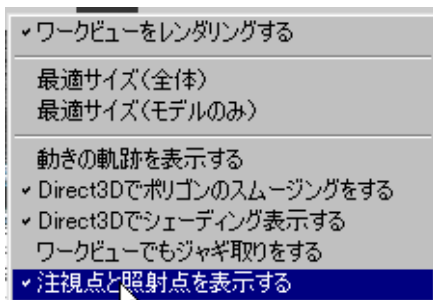 ワークビューをレンダリングする
最適サイズ(全体)
最適サイズ(モデルのみ)
動きの軌跡を表示する
Direct3Dでポリゴンのスムージングをする
Direct3Dでシェーディング表示する
ワークビューでもジャギ取りをする
注視点と照射点を表示する